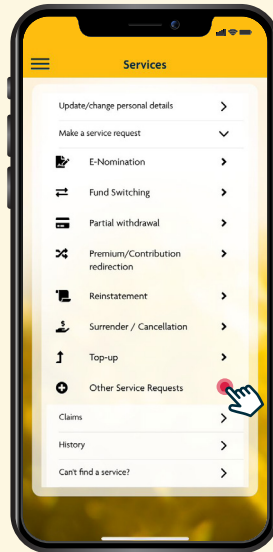 Services
Update/change personal details
Make a service request
E-Nomination
Fund Switching
Partial withdrawal
Premium/Contribution
redirection
Reinstatement
Surrender / Cancellation
Top-up
Other Service Requests
Claims
History
Can't find a service?